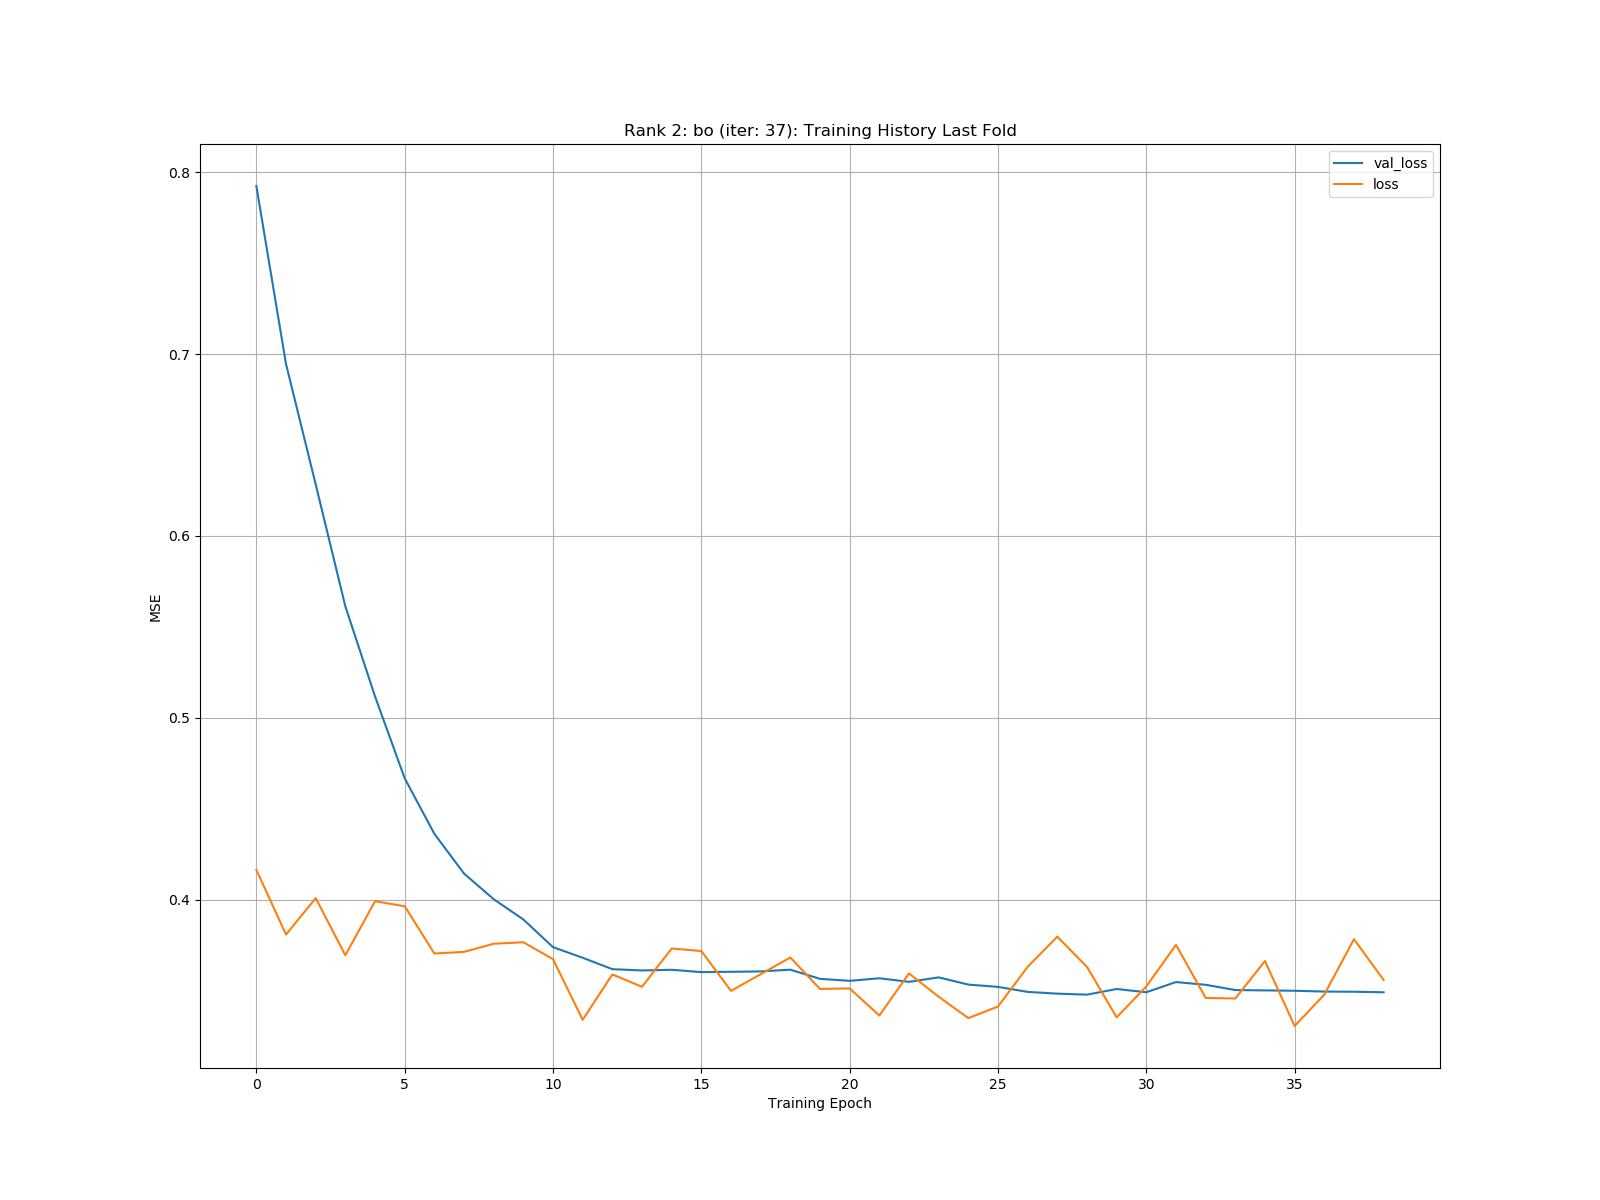 Rank 2: bo (iter: 37): Training History Last Fold
val_loss
loss
0.8
0.7
0.6
0.5
0.4
MSE
0 5 10 15 20 25 30 35
Training Epoch